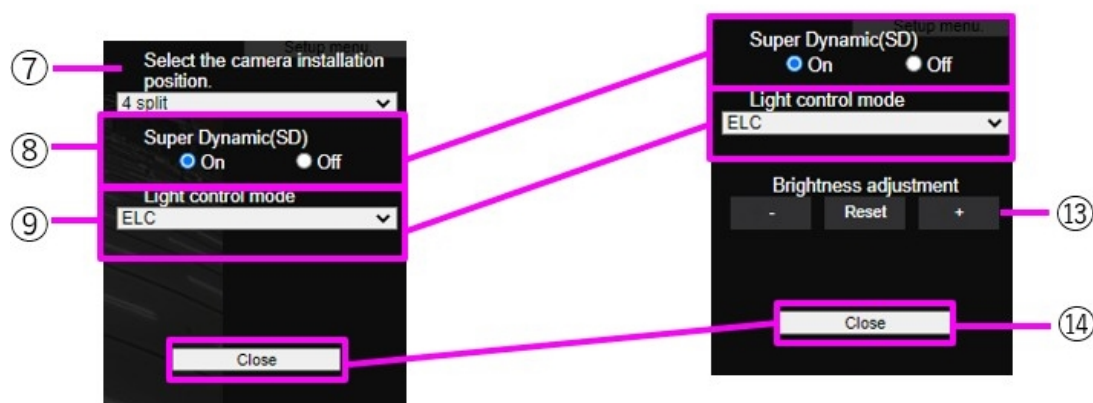 Setup menu.
⑦
Select the camera installation
position.
4 split
⑧
Super Dynamic(SD)
On Off
⑨
Light control mode
ELC
Close
Setup menu.
Super Dynamic(SD)
On Off
Light control mode
ELC
Brightness adjustment
- Reset +
⑬
Close
⑭